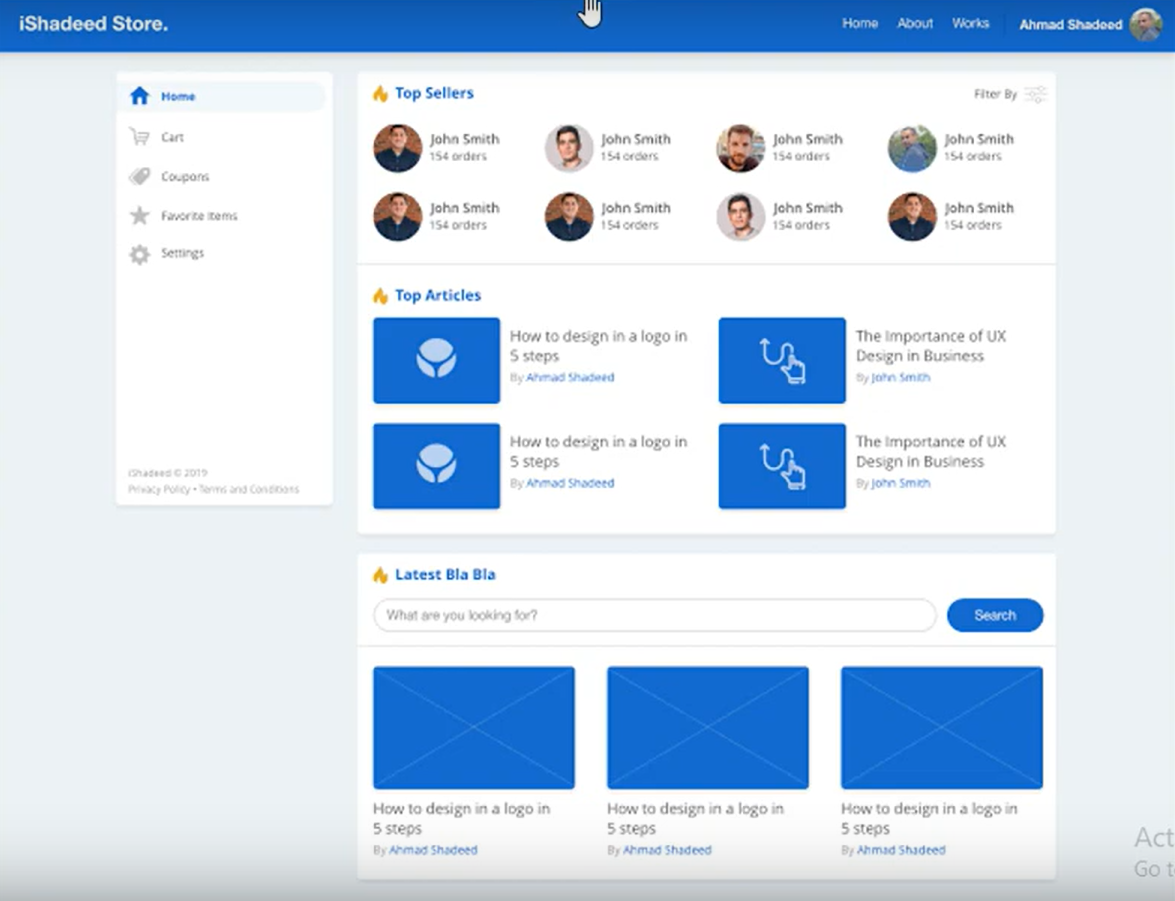 iShadeed Store.
Home About Works Ahmad Shadeed
Home
Cart
Coupons
Favorite Items
Settings
iShadeed © 2019
Privacy Policy • Terms and Conditions
Top Sellers
Filter By
John Smith John Smith John Smith John Smith
154 orders 154 orders 154 orders 154 orders
John Smith John Smith John Smith John Smith
154 orders 154 orders 154 orders 154 orders
Top Articles
How to design in a logo in
5 steps
By Ahmad Shadeed
The Importance of UX
Design in Business
By John Smith
How to design in a logo in
5 steps
By Ahmad Shadeed
The Importance of UX
Design in Business
By John Smith
Latest Bla Bla
What are you looking for?
Search
How to design in a logo in
5 steps
By Ahmad Shadeed
How to design in a logo in
5 steps
By Ahmad Shadeed
How to design in a logo in
5 steps
By Ahmad Shadeed
Act
Go t